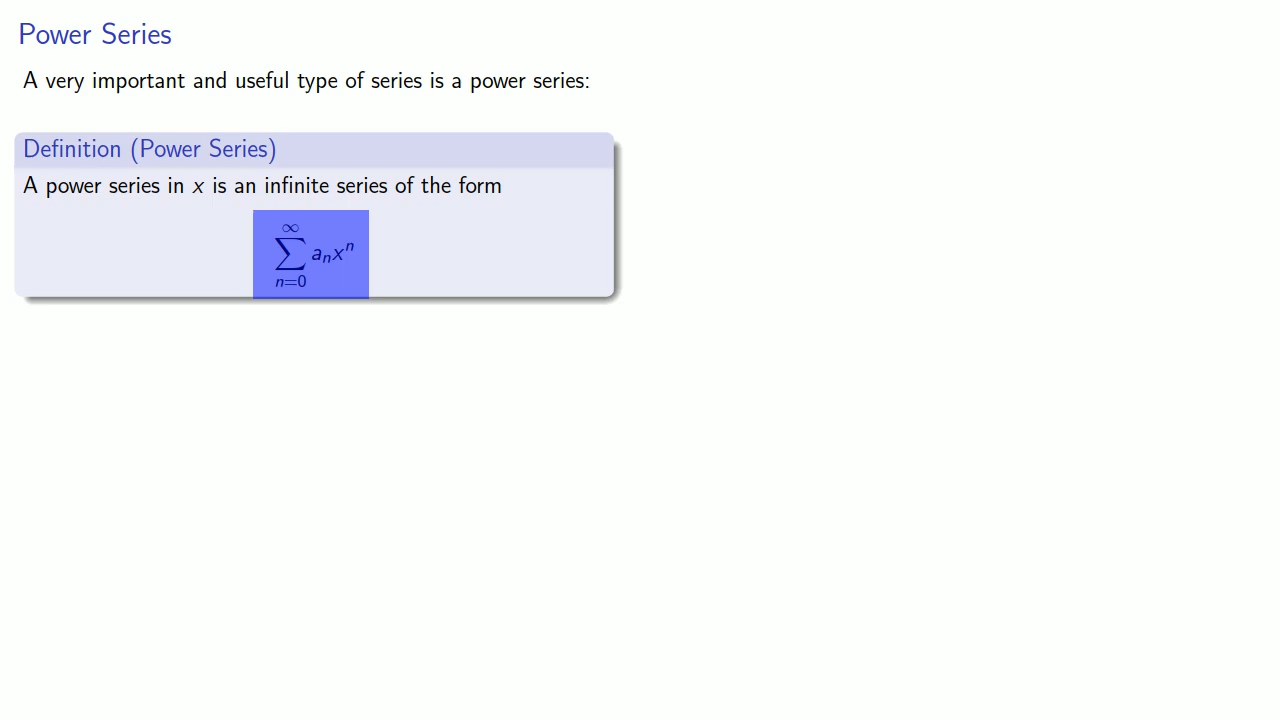 Power Series
A very important and useful type of series is a power series:
Definition (Power Series)
A power series in x is an infinite series of the form
∞
∑ aₙxⁿ
n=0